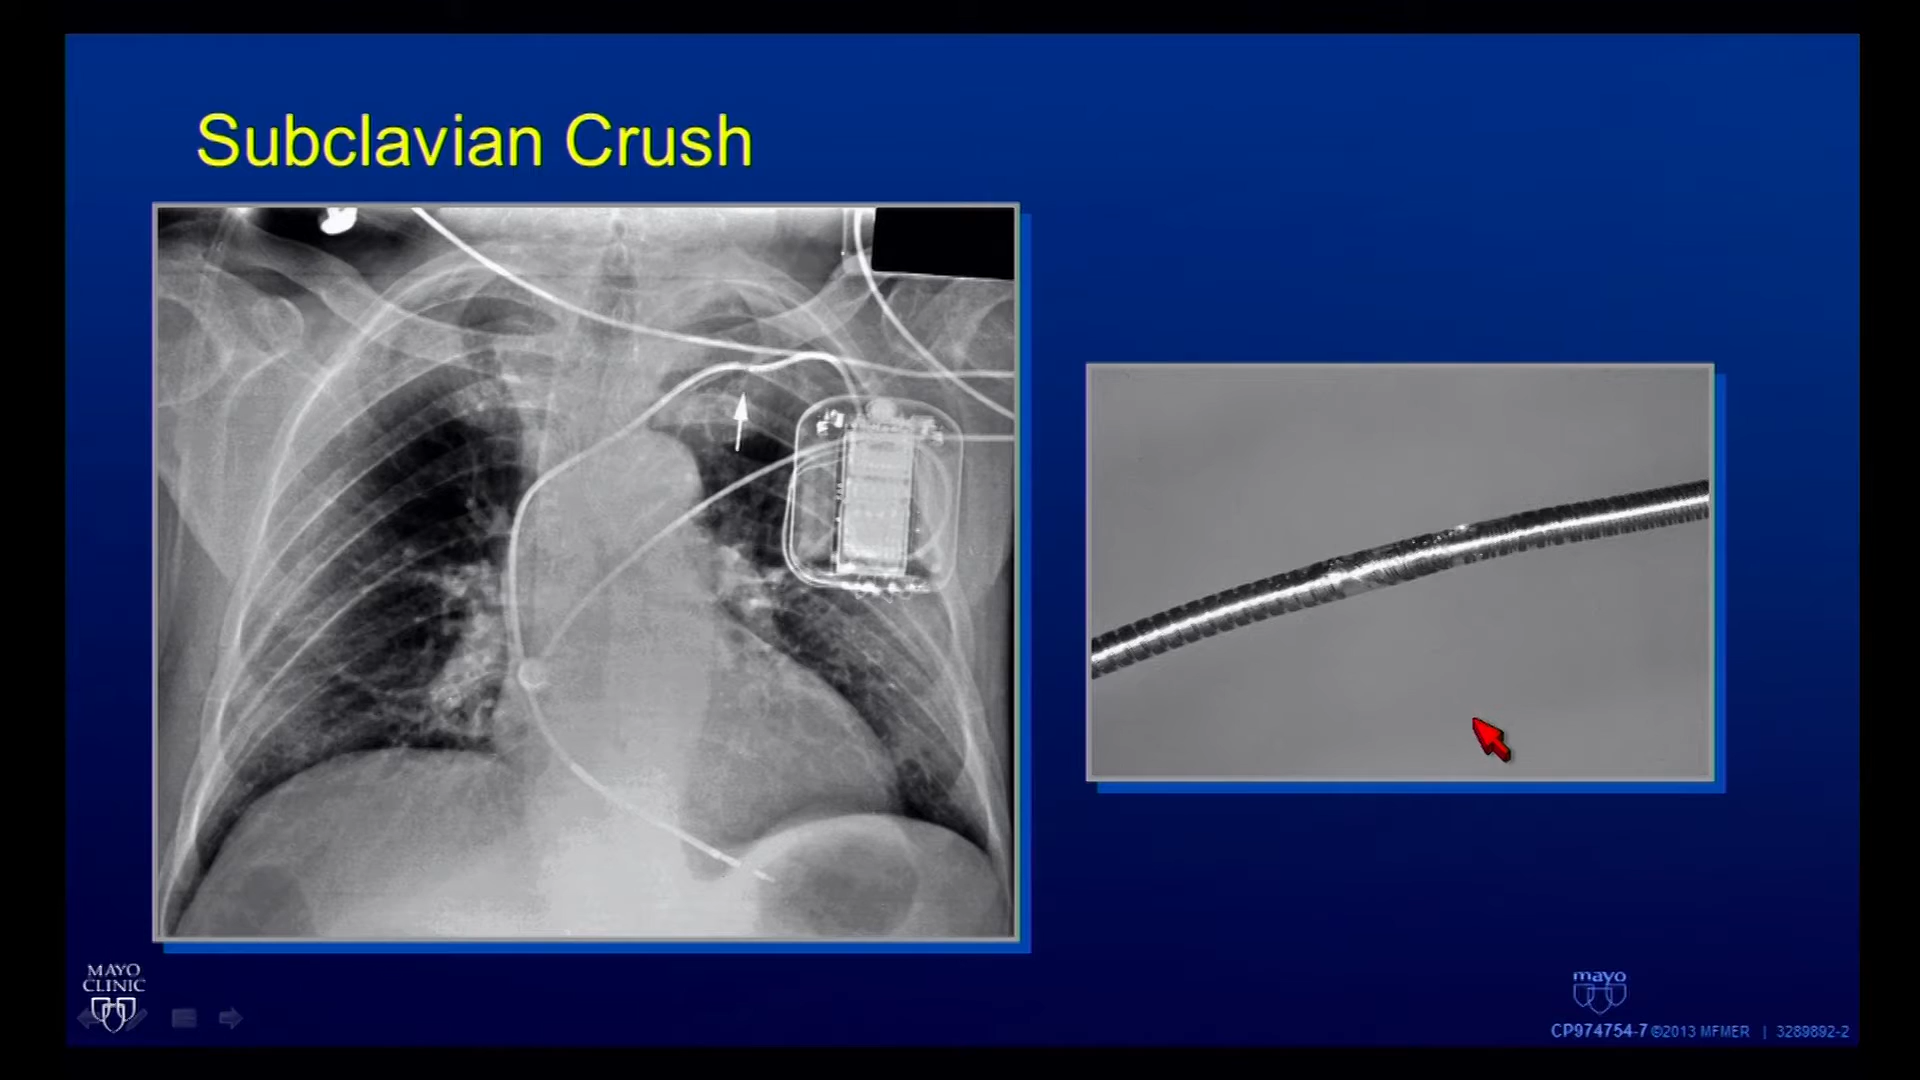 Subclavian Crush
MAYO
CLINIC
mayo
CP974754-7 ©2013 MFMER | 3289892-2